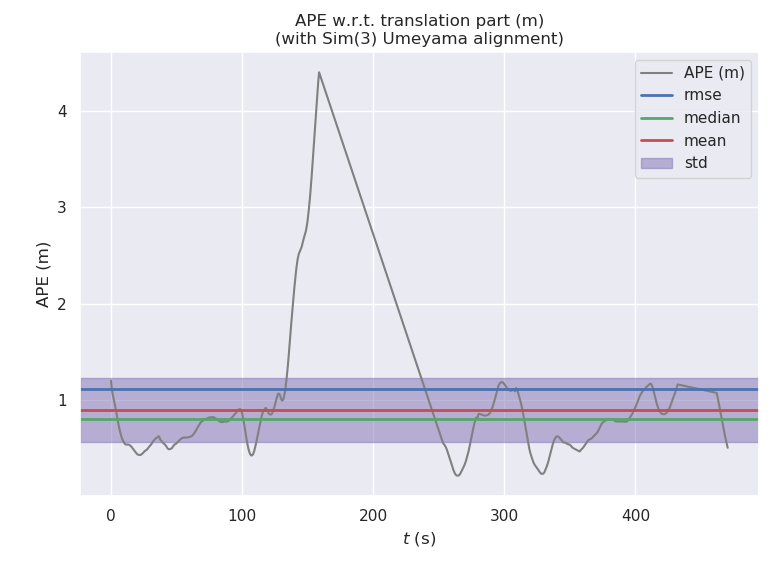 APE w.r.t. translation part (m)
(with Sim(3) Umeyama alignment)
APE (m)
rmse
median
mean
std
4
3
2
1
APE (m)
0 100 200 300 400
t (s)